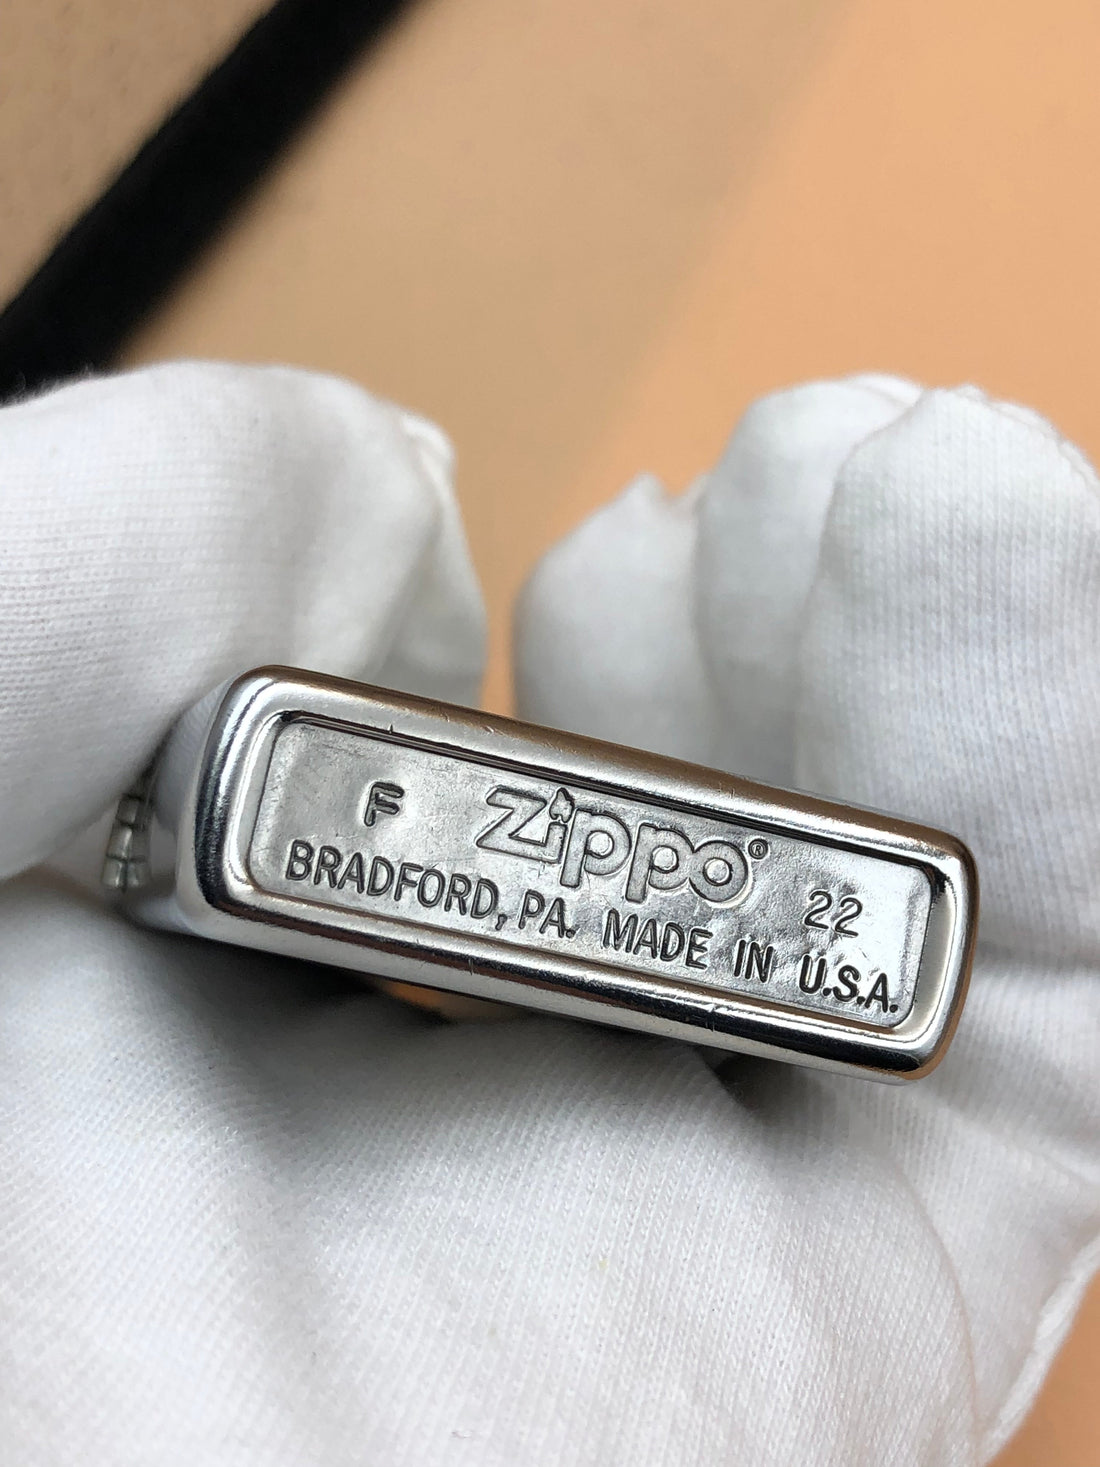 F Zippo® 22
BRADFORD, PA. MADE IN U.S.A.